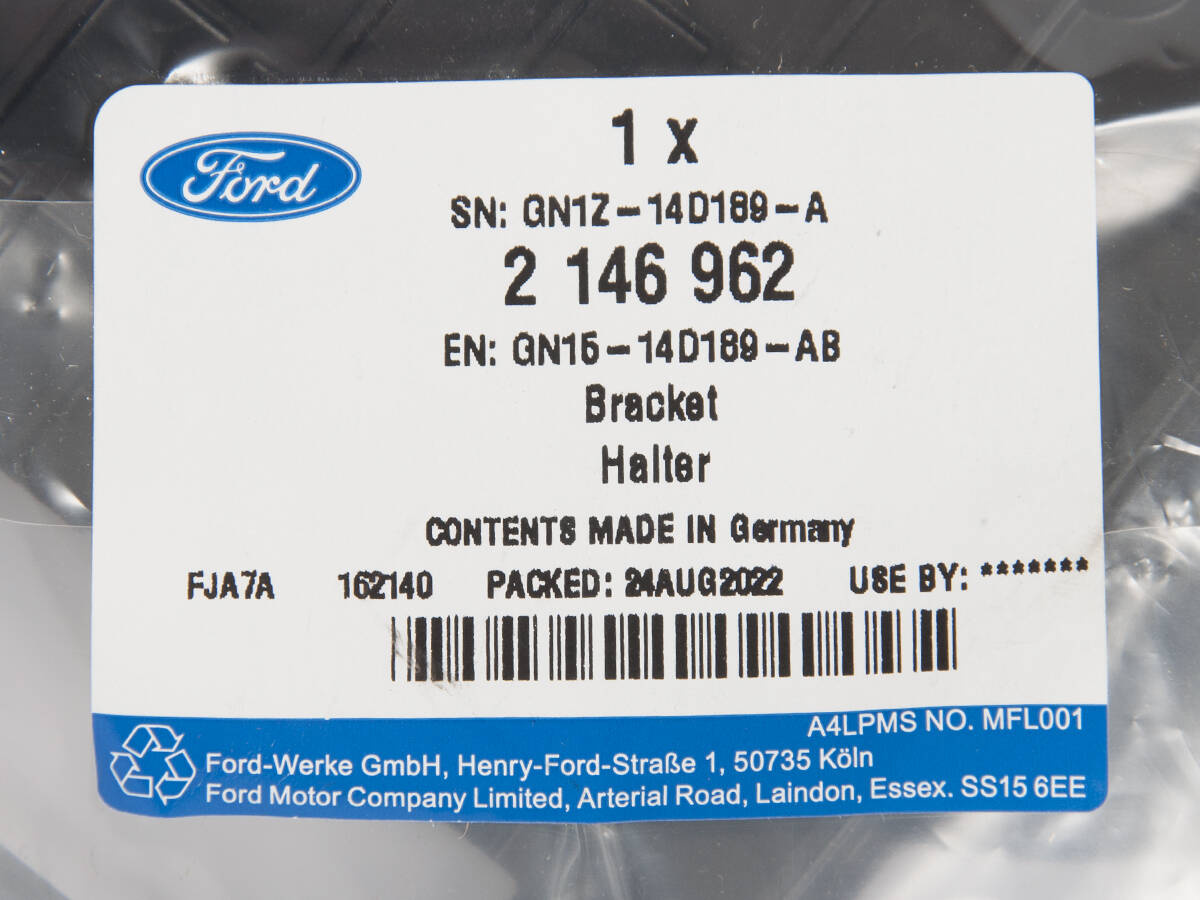 Ford
1 x
SN: GN1Z-14D189-A
2 146 962
EN: GN15-14D189-AB
Bracket
Halter
CONTENTS MADE IN Germany
FJA7A 162140 PACKED: 24AUG2022 USE BY: *******
A4LPMS NO. MFL001
Ford-Werke GmbH, Henry-Ford-Straße 1, 50735 Köln
Ford Motor Company Limited, Arterial Road, Laindon, Essex. SS15 6EE